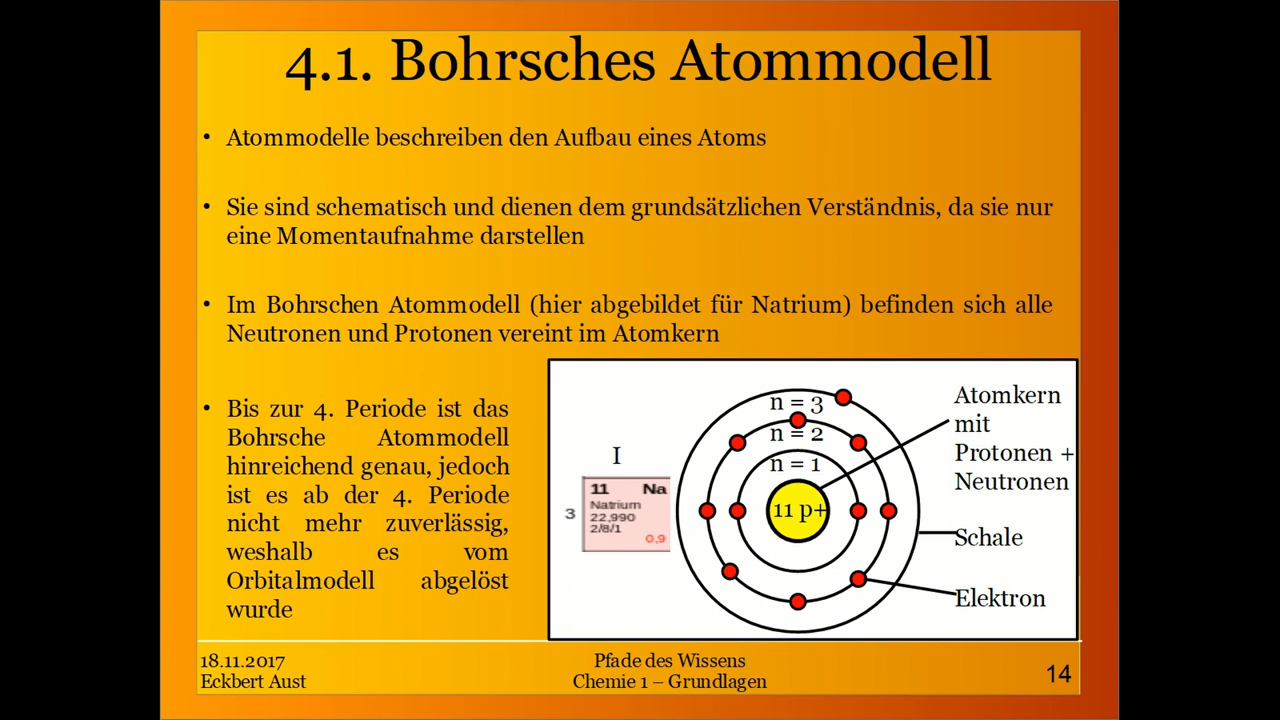 4.1. Bohrsches Atommodell
• Atommodelle beschreiben den Aufbau eines Atoms
• Sie sind schematisch und dienen dem grundsätzlichen Verständnis, da sie nur
eine Momentaufnahme darstellen
• Im Bohrschen Atommodell (hier abgebildet für Natrium) befinden sich alle
Neutronen und Protonen vereint im Atomkern
• Bis zur 4. Periode ist das
Bohrsche Atommodell
hinreichend genau, jedoch
ist es ab der 4. Periode
nicht mehr zuverlässig,
weshalb es vom
Orbitalmodell abgelöst
wurde
I
3
11 Na
Natrium
22,990
2/8/1
0,9
n = 3
n = 2
n = 1
11 p+
Atomkern
mit
Protonen +
Neutronen
Schale
Elektron
18.11.2017
Eckbert Aust
Pfade des Wissens
Chemie 1 – Grundlagen
14